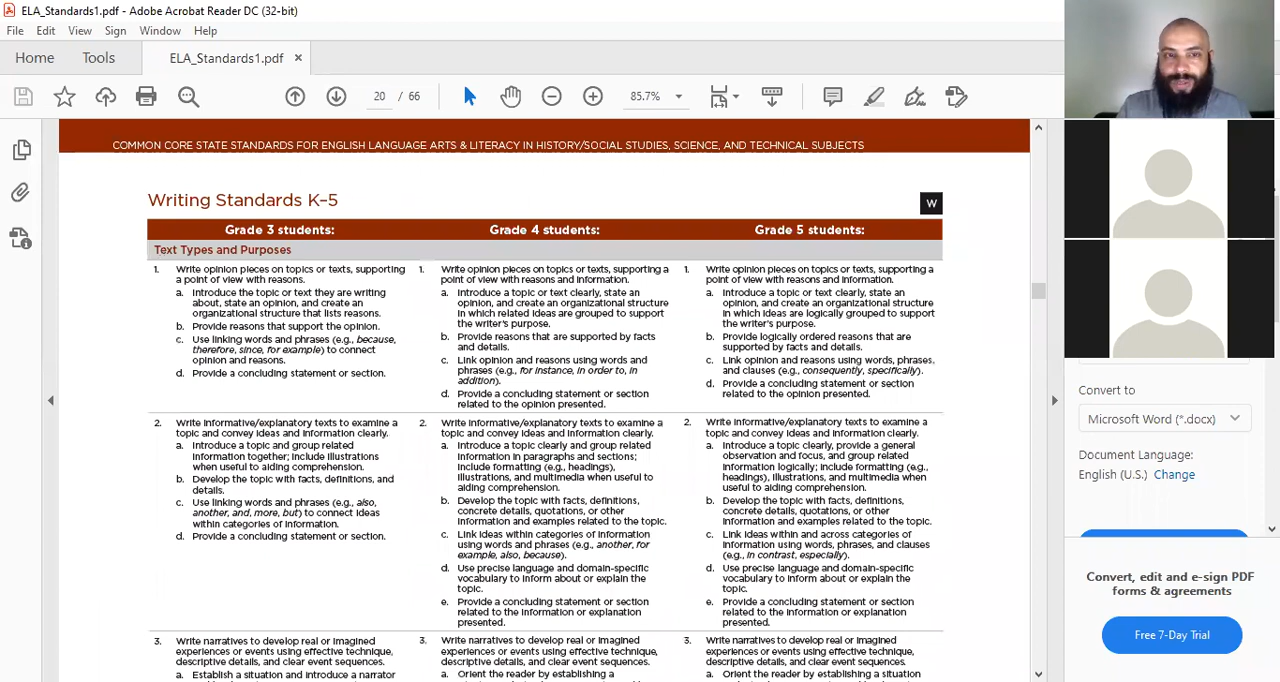 ELA_Standards1.pdf - Adobe Acrobat Reader DC (32-bit)
File Edit View Sign Window Help
Home Tools ELA_Standards1.pdf ×
20 / 66 85.7%
COMMON CORE STATE STANDARDS FOR ENGLISH LANGUAGE ARTS & LITERACY IN HISTORY/SOCIAL STUDIES, SCIENCE, AND TECHNICAL SUBJECTS
Writing Standards K–5
W
Grade 3 students: Grade 4 students: Grade 5 students:
Text Types and Purposes
1. Write opinion pieces on topics or texts, supporting
a point of view with reasons.
a. Introduce the topic or text they are writing
about, state an opinion, and create an
organizational structure that lists reasons.
b. Provide reasons that support the opinion.
c. Use linking words and phrases (e.g., because,
therefore, since, for example) to connect
opinion and reasons.
d. Provide a concluding statement or section.
1. Write opinion pieces on topics or texts, supporting a
point of view with reasons and information.
a. Introduce a topic or text clearly, state an
opinion, and create an organizational structure
in which related ideas are grouped to support
the writer's purpose.
b. Provide reasons that are supported by facts
and details.
c. Link opinion and reasons using words and
phrases (e.g., for instance, in order to, in
addition).
d. Provide a concluding statement or section
related to the opinion presented.
1. Write opinion pieces on topics or texts, supporting a
point of view with reasons and information.
a. Introduce a topic or text clearly, state an
opinion, and create an organizational structure
in which ideas are logically grouped to support
the writer's purpose.
b. Provide logically ordered reasons that are
supported by facts and details.
c. Link opinion and reasons using words, phrases,
and clauses (e.g., consequently, specifically).
d. Provide a concluding statement or section
related to the opinion presented.
2. Write informative/explanatory texts to examine a
topic and convey ideas and information clearly.
a. Introduce a topic and group related
information together; include illustrations
when useful to aiding comprehension.
b. Develop the topic with facts, definitions, and
details.
c. Use linking words and phrases (e.g., also,
another, and, more, but) to connect ideas
within categories of information.
d. Provide a concluding statement or section.
2. Write informative/explanatory texts to examine a
topic and convey ideas and information clearly.
a. Introduce a topic clearly and group related
information in paragraphs and sections;
include formatting (e.g., headings),
illustrations, and multimedia when useful to
aiding comprehension.
b. Develop the topic with facts, definitions,
concrete details, quotations, or other
information and examples related to the topic.
c. Link ideas within categories of information
using words and phrases (e.g., another, for
example, also, because).
d. Use precise language and domain-specific
vocabulary to inform about or explain the
topic.
e. Provide a concluding statement or section
related to the information or explanation
presented.
2. Write informative/explanatory texts to examine a
topic and convey ideas and information clearly.
a. Introduce a topic clearly, provide a general
observation and focus, and group related
information logically; include formatting (e.g.,
headings), illustrations, and multimedia when
useful to aiding comprehension.
b. Develop the topic with facts, definitions,
concrete details, quotations, or other
information and examples related to the topic.
c. Link ideas within and across categories of
information using words, phrases, and clauses
(e.g., in contrast, especially).
d. Use precise language and domain-specific
vocabulary to inform about or explain the
topic.
e. Provide a concluding statement or section
related to the information or explanation
presented.
3. Write narratives to develop real or imagined
experiences or events using effective technique,
descriptive details, and clear event sequences.
a. Establish a situation and introduce a narrator
3. Write narratives to develop real or imagined
experiences or events using effective technique,
descriptive details, and clear event sequences.
a. Orient the reader by establishing a
3. Write narratives to develop real or imagined
experiences or events using effective technique,
descriptive details, and clear event sequences.
a. Orient the reader by establishing a situation
Convert to
Microsoft Word (*.docx)
Document Language:
English (U.S.) Change
Convert, edit and e-sign PDF
forms & agreements
Free 7-Day Trial